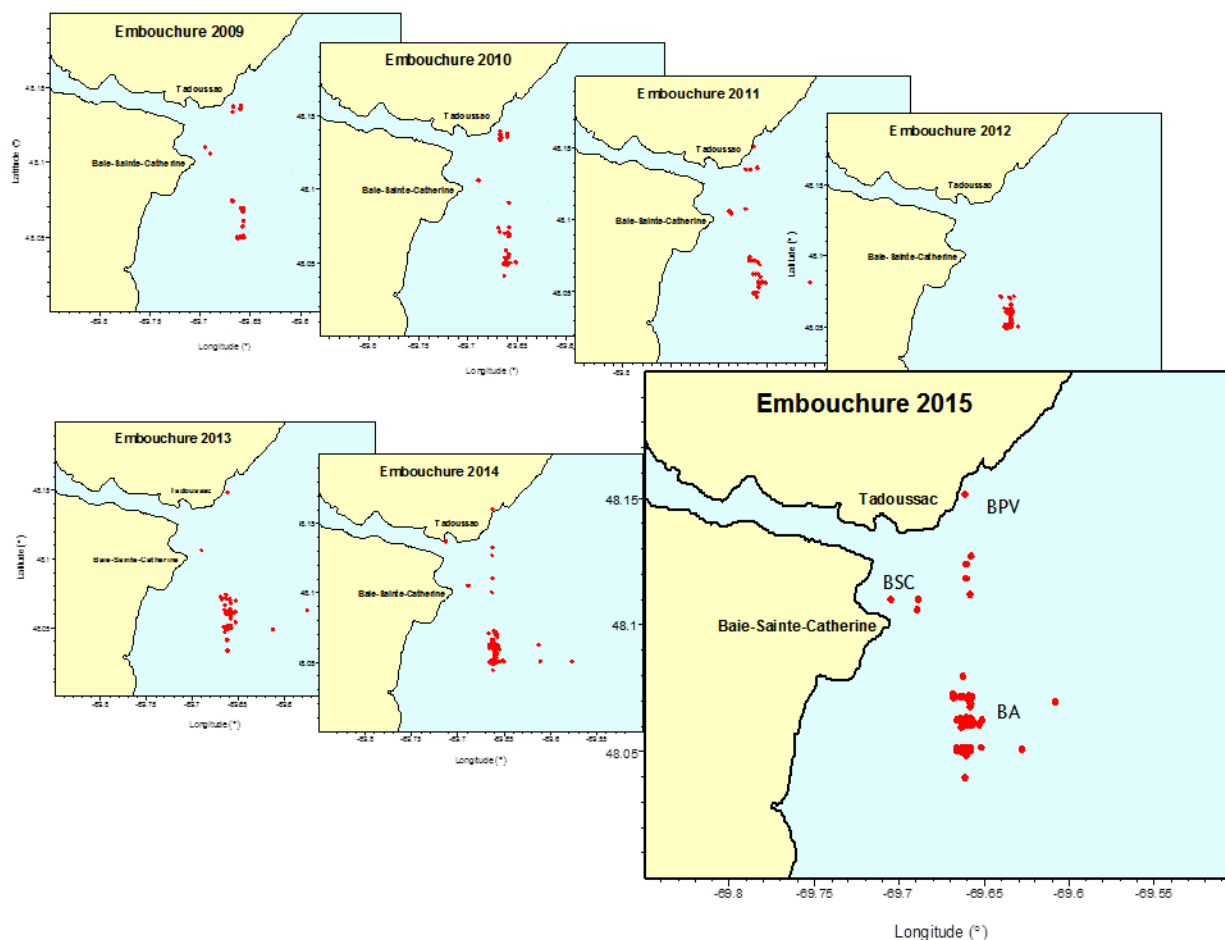 Embouchure 2009
Tadoussac
Baie-Sainte-Catherine
48.15
48.1
48.05
Latitude (°)
-69.8
-69.75
-69.7
-69.65
-69.6
Longitude (°)
Embouchure 2010
Tadoussac
Baie-Sainte-Catherine
48.15
48.1
48.05
-69.8
-69.75
-69.7
-69.65
Longitude (°)
Embouchure 2011
Tadoussac
Baie-Sainte-Catherine
48.15
48.1
48.05
-69.8
Embouchure 2012
Tadoussac
Baie-Sainte-Catherine
48.15
48.1
48.05
Latitude (°)
Embouchure 2013
Tadoussac
Baie-Sainte-Catherine
48.15
48.1
48.05
Latitude (°)
-69.8
-69.75
-69.7
-69.65
-69.6
Longitude (°)
Embouchure 2014
Tadoussac
Baie-Sainte-Catherine
48.15
48.1
48.05
-69.8
-69.75
-69.7
-69.65
-69.6
-69.55
Longitude (°)
Embouchure 2015
Tadoussac
BPV
BSC
Baie-Sainte-Catherine
BA
48.15
48.1
48.05
-69.8
-69.75
-69.7
-69.65
-69.6
-69.55
Longitude (°)